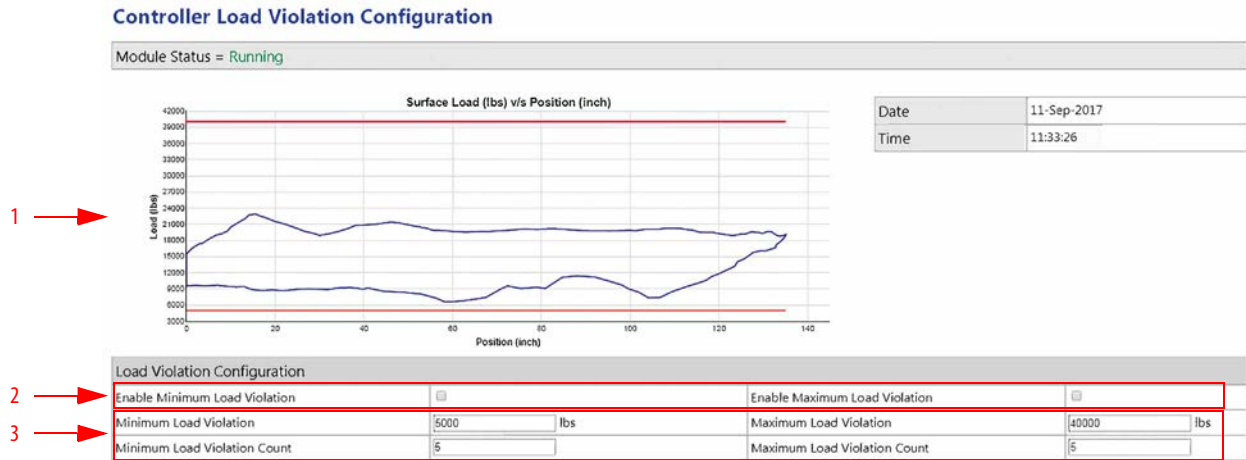 Controller Load Violation Configuration
Module Status = Running
Surface Load (lbs) v/s Position (inch)
Date 11-Sep-2017
Time 11:33:26
42000
39000
36000
33000
30000
27000
24000
21000
18000
15000
12000
9000
6000
3000
Load (lbs)
0 20 40 60 80 100 120 140
Position (inch)
1
Load Violation Configuration
2 Enable Minimum Load Violation Enable Maximum Load Violation
3 Minimum Load Violation 5000 lbs Maximum Load Violation 40000 lbs
Minimum Load Violation Count 5 Maximum Load Violation Count 5